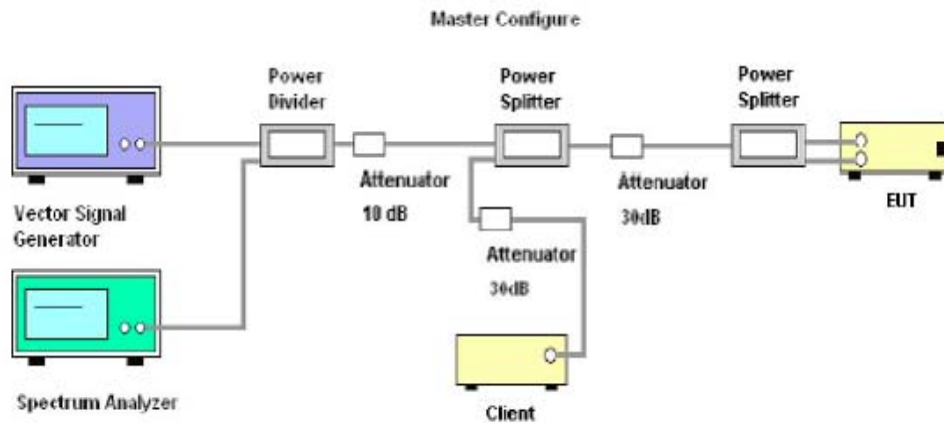 Master Configure
Power
Divider
Power
Splitter
Power
Splitter
Attenuator
10 dB
Attenuator
30dB
EUT
Vector Signal
Generator
Attenuator
30dB
Spectrum Analyzer
Client